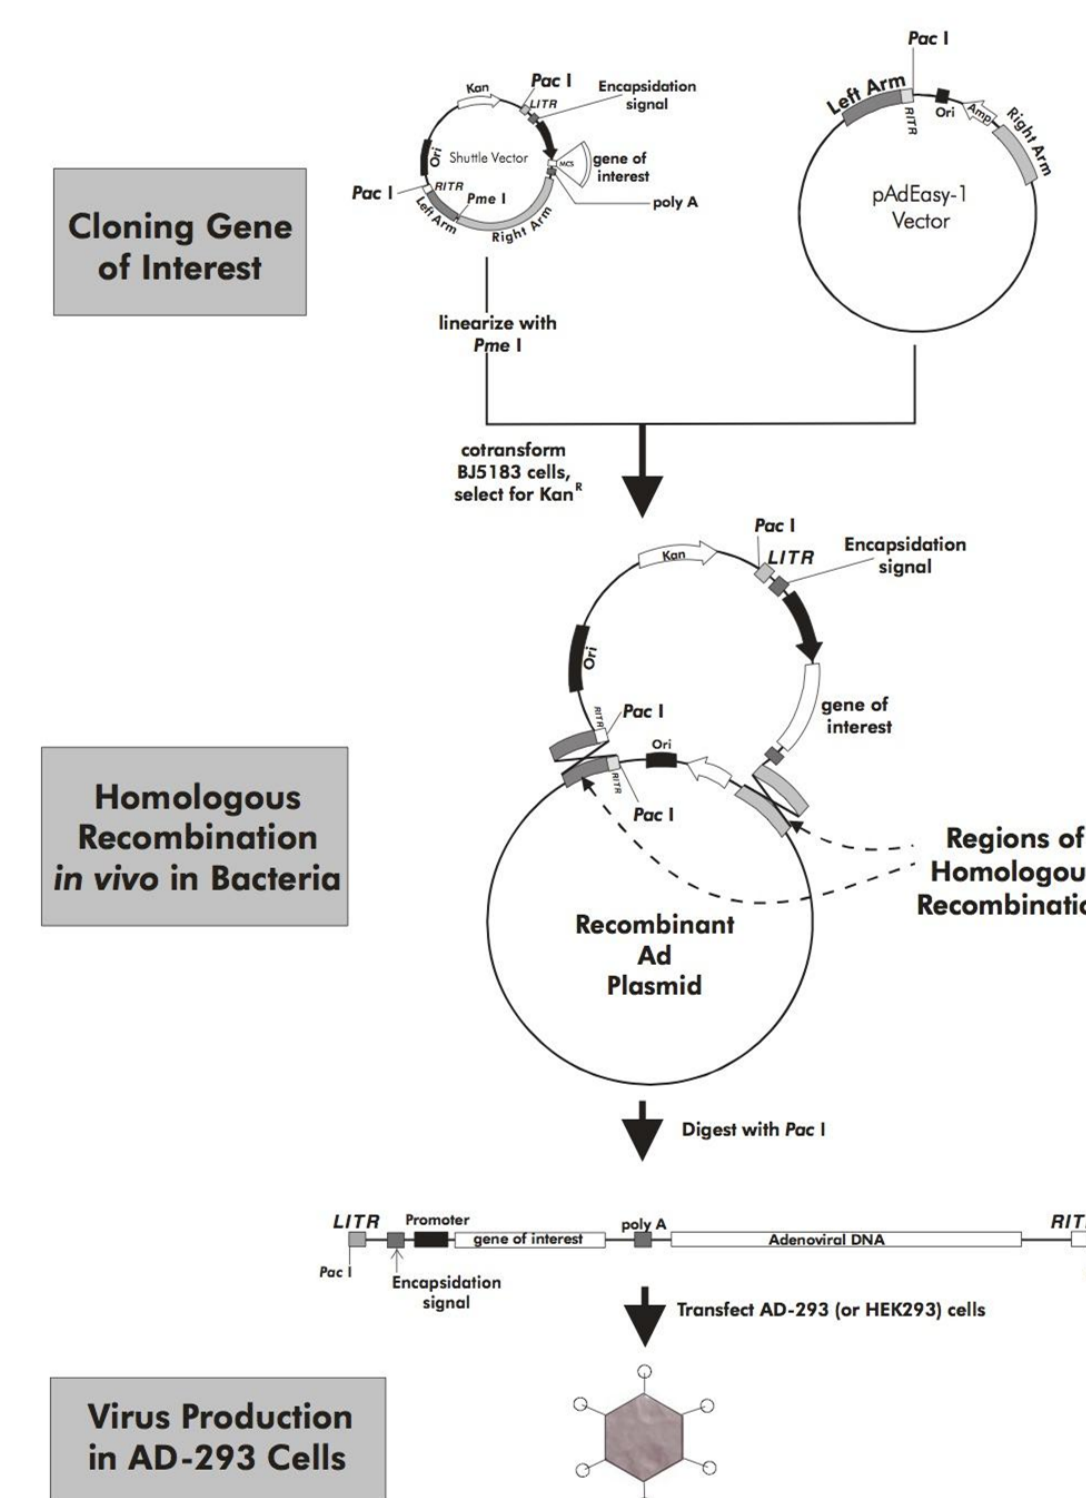 Pac I
Kan
Pac I
LITR
Encapsidation
signal
Ori
Shuttle Vector
MCS
gene of
interest
Pac I
RITR
Pme I
poly A
Left Arm
Right Arm
Left Arm
RITR
Ori
Amp
Right Arm
pAdEasy-1
Vector
Cloning Gene
of Interest
linearize with
Pme I
cotransform
BJ5183 cells,
select for Kan R
Pac I
Kan
LITR
Encapsidation
signal
Ori
RITR
Pac I
gene of
interest
Ori
RITR
Pac I
Homologous
Recombination
in vivo in Bacteria
Regions of
Homologou
Recombinatio
Recombinant
Ad
Plasmid
Digest with Pac I
LITR
Promoter
poly A
RIT
gene of interest
Adenoviral DNA
Pac I
Encapsidation
signal
Transfect AD-293 (or HEK293) cells
Virus Production
in AD-293 Cells